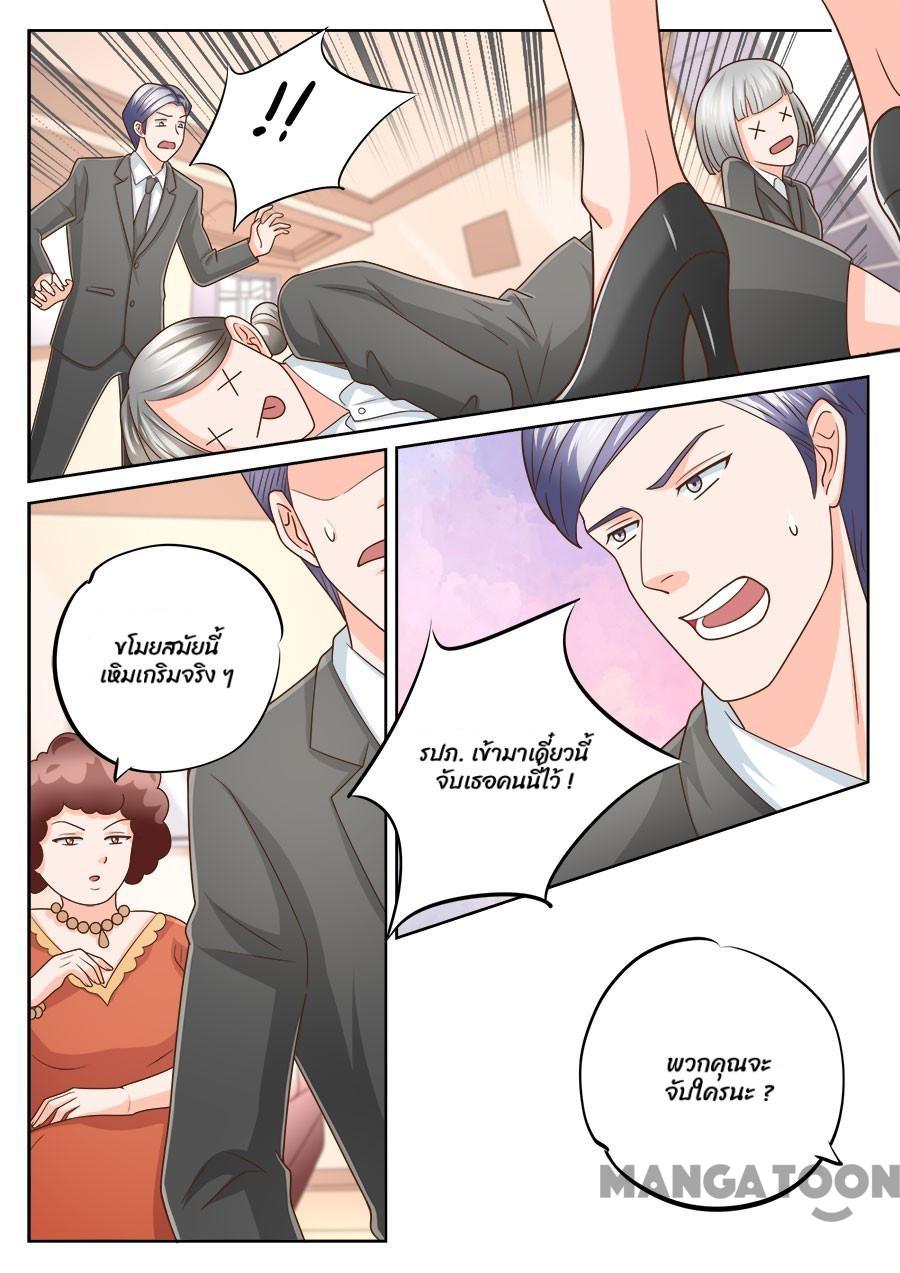 !!
ขโมยสมัยนี้
เหิมเกริมจริง ๆ
รปภ. เข้ามาเดี๋ยวนี้
จับเธอคนนี้ไว้ !
พวกคุณจะ
จับใครนะ ?
MANGATOON